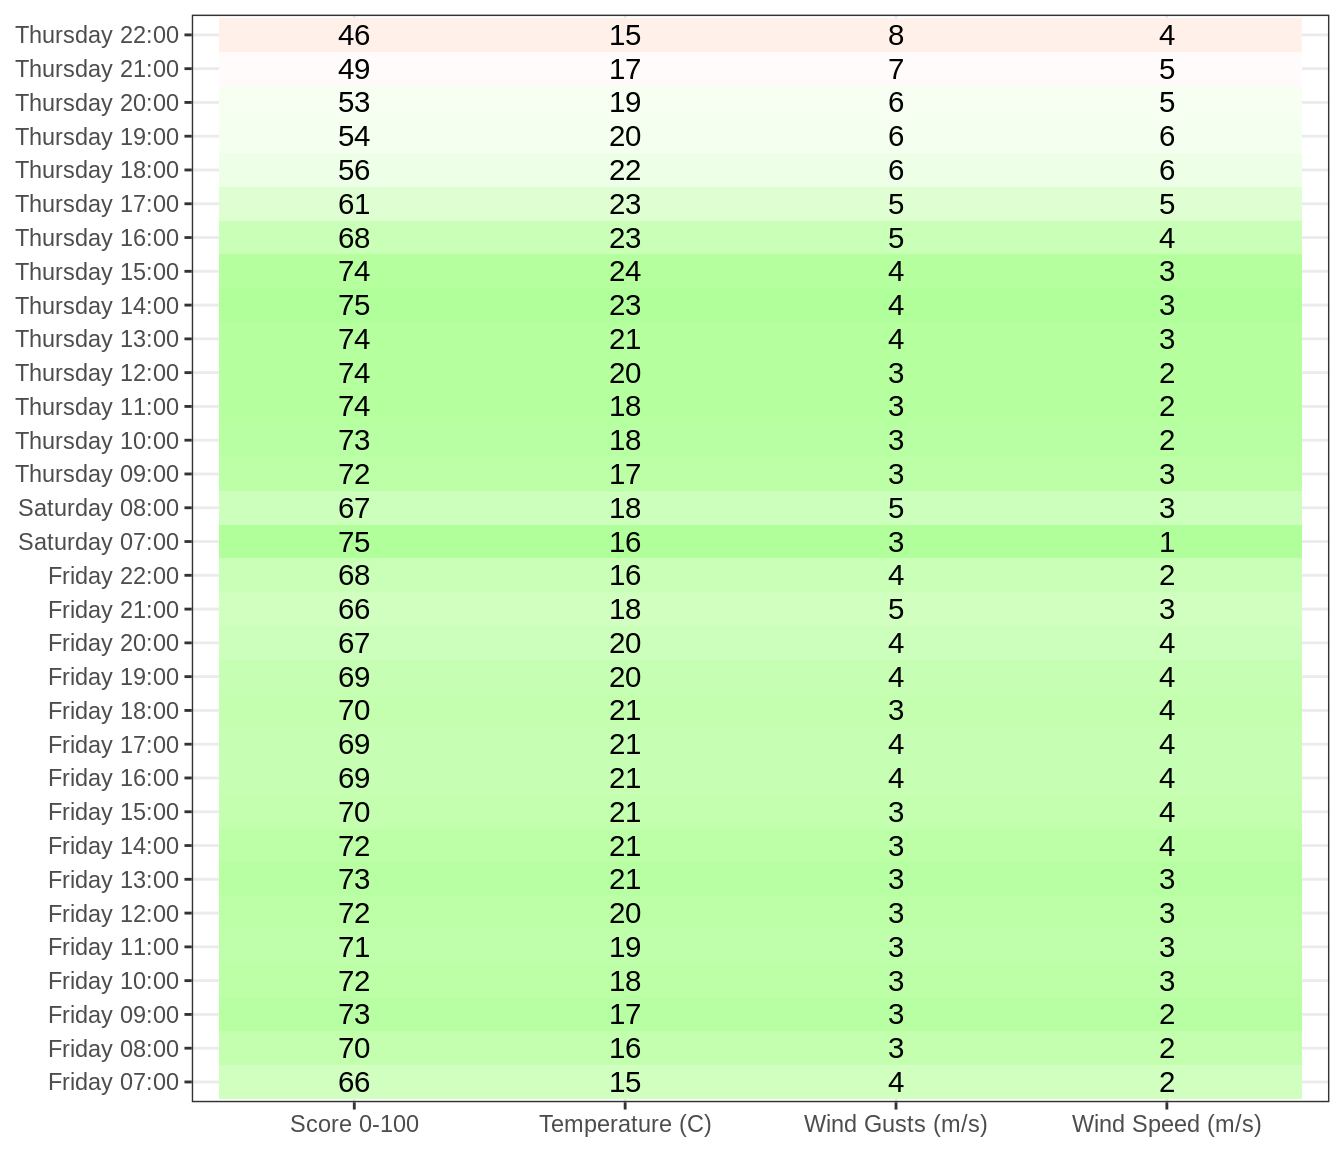 Thursday 22:00 46 15 8 4
Thursday 21:00 49 17 7 5
Thursday 20:00 53 19 6 5
Thursday 19:00 54 20 6 6
Thursday 18:00 56 22 6 6
Thursday 17:00 61 23 5 5
Thursday 16:00 68 23 5 4
Thursday 15:00 74 24 4 3
Thursday 14:00 75 23 4 3
Thursday 13:00 74 21 4 3
Thursday 12:00 74 20 3 2
Thursday 11:00 74 18 3 2
Thursday 10:00 73 18 3 2
Thursday 09:00 72 17 3 3
Saturday 08:00 67 18 5 3
Saturday 07:00 75 16 3 1
Friday 22:00 68 16 4 2
Friday 21:00 66 18 5 3
Friday 20:00 67 20 4 4
Friday 19:00 69 20 4 4
Friday 18:00 70 21 3 4
Friday 17:00 69 21 4 4
Friday 16:00 69 21 4 4
Friday 15:00 70 21 3 4
Friday 14:00 72 21 3 4
Friday 13:00 73 21 3 3
Friday 12:00 72 20 3 3
Friday 11:00 71 19 3 3
Friday 10:00 72 18 3 3
Friday 09:00 73 17 3 2
Friday 08:00 70 16 3 2
Friday 07:00 66 15 4 2
Score 0-100 Temperature (C) Wind Gusts (m/s) Wind Speed (m/s)